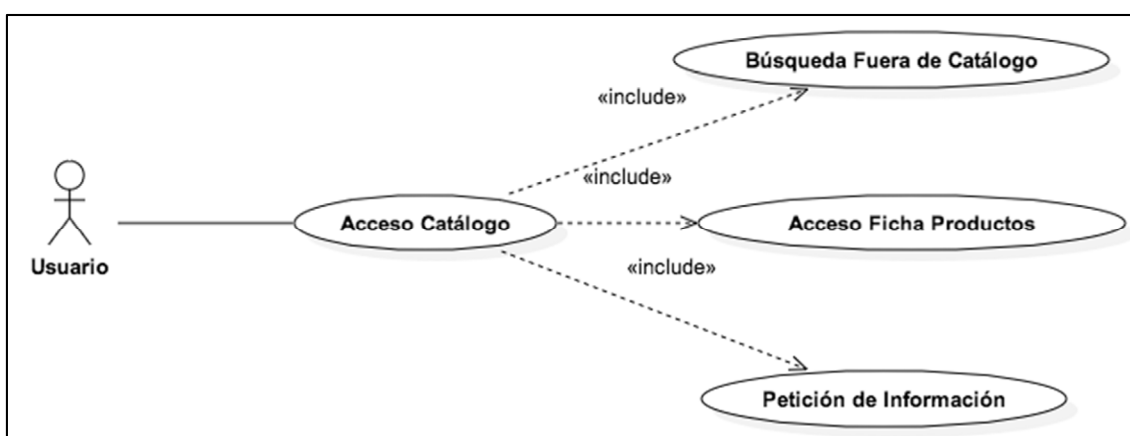 Búsqueda Fuera de Catálogo
«include»
«include»
Acceso Catálogo
Acceso Ficha Productos
Usuario
«include»
Petición de Información